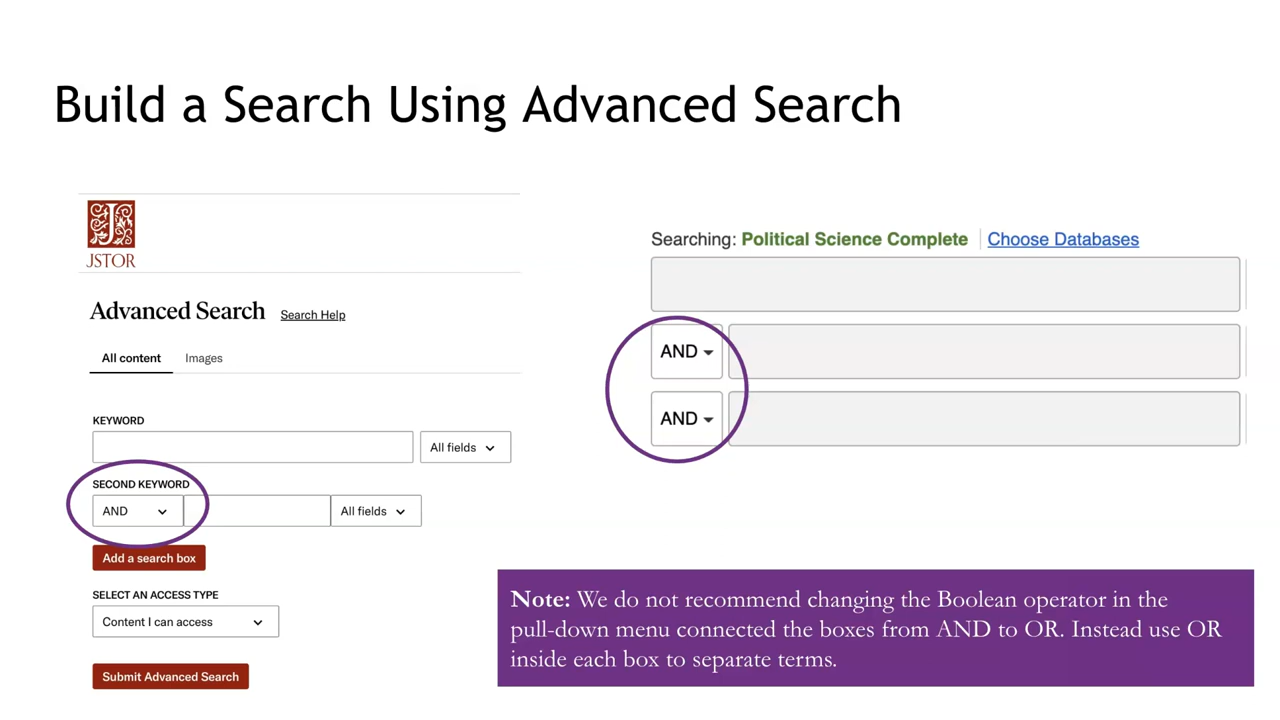 Build a Search Using Advanced Search
JSTOR
Advanced Search Search Help
All content Images
KEYWORD
All fields
SECOND KEYWORD
AND All fields
Add a search box
SELECT AN ACCESS TYPE
Content I can access
Submit Advanced Search
Searching: Political Science Complete Choose Databases
AND
AND
Note: We do not recommend changing the Boolean operator in the
pull-down menu connected the boxes from AND to OR. Instead use OR
inside each box to separate terms.